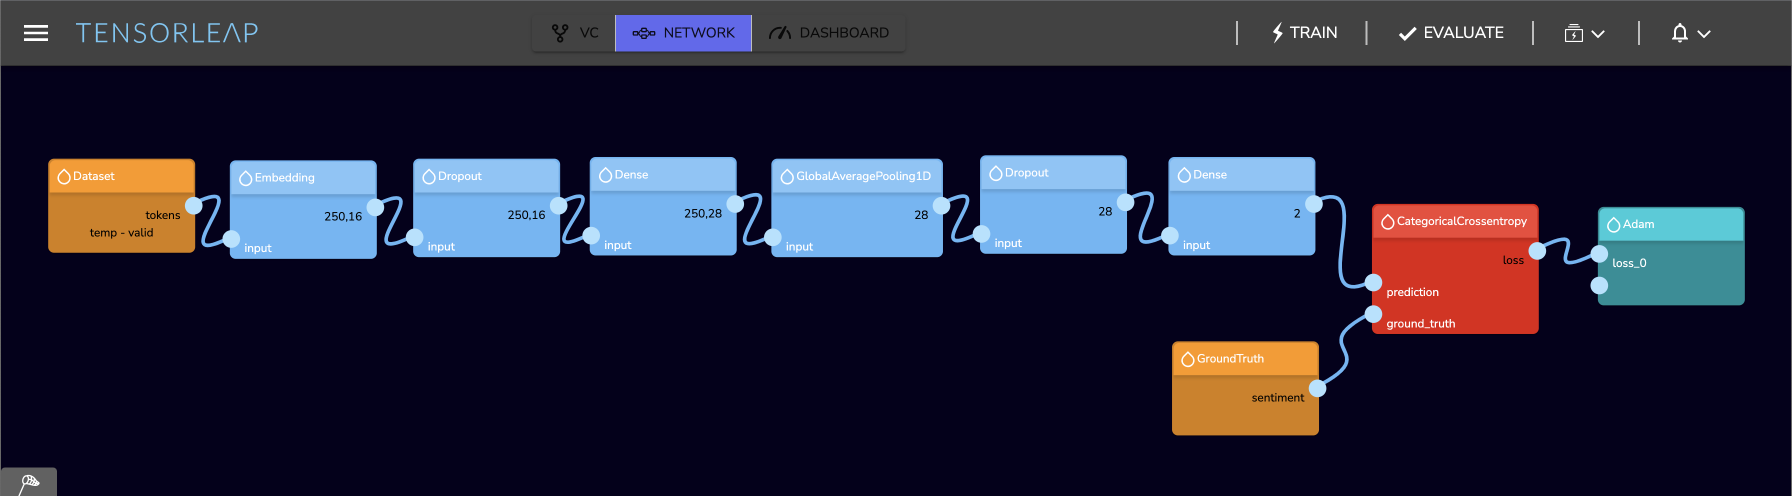 TENSORLEAP
VC
NETWORK
DASHBOARD
TRAIN
EVALUATE
Dataset
tokens
temp - valid
Embedding
250,16
input
Dropout
250,16
input
Dense
250,28
input
GlobalAveragePooling1D
28
input
Dropout
28
input
Dense
2
input
CategoricalCrossentropy
loss
prediction
ground_truth
Adam
loss_0
GroundTruth
sentiment